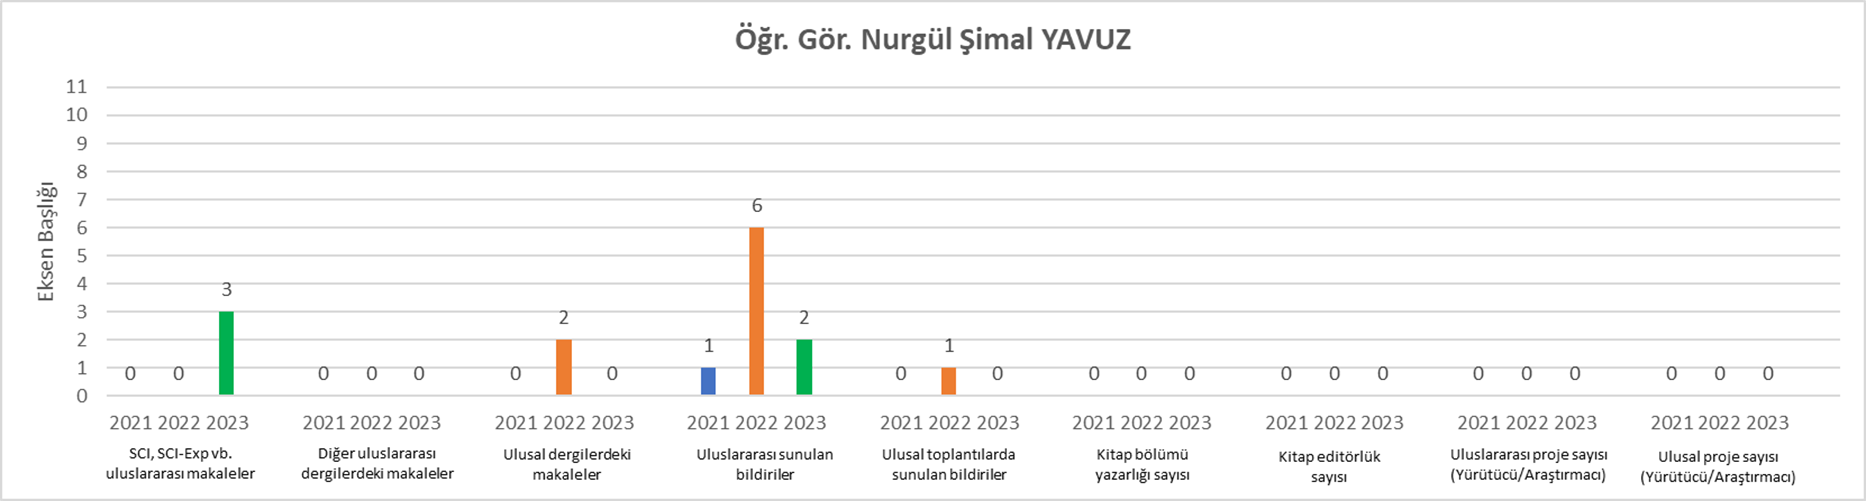 Öğr. Gör. Nurgül Şimal YAVUZ
Eksen Başlığı
11
10
9
8
7
6
5
4
3
2
1
0
0 0 3 0 0 0 0 2 0 1 6 2 0 1 0 0 0 0 0 0 0 0 0 0 0 0 0
2021 2022 2023 2021 2022 2023 2021 2022 2023 2021 2022 2023 2021 2022 2023 2021 2022 2023 2021 2022 2023 2021 2022 2023 2021 2022 2023
SCI, SCI-Exp vb.
uluslararası makaleler
Diğer uluslararası
dergilerdeki makaleler
Ulusal dergilerdeki
makaleler
Uluslararası sunulan
bildiriler
Ulusal toplantılarda
sunulan bildiriler
Kitap bölümü
yazarlığı sayısı
Kitap editörlük
sayısı
Uluslararası proje sayısı
(Yürütücü/Araştırmacı)
Ulusal proje sayısı
(Yürütücü/Araştırmacı)